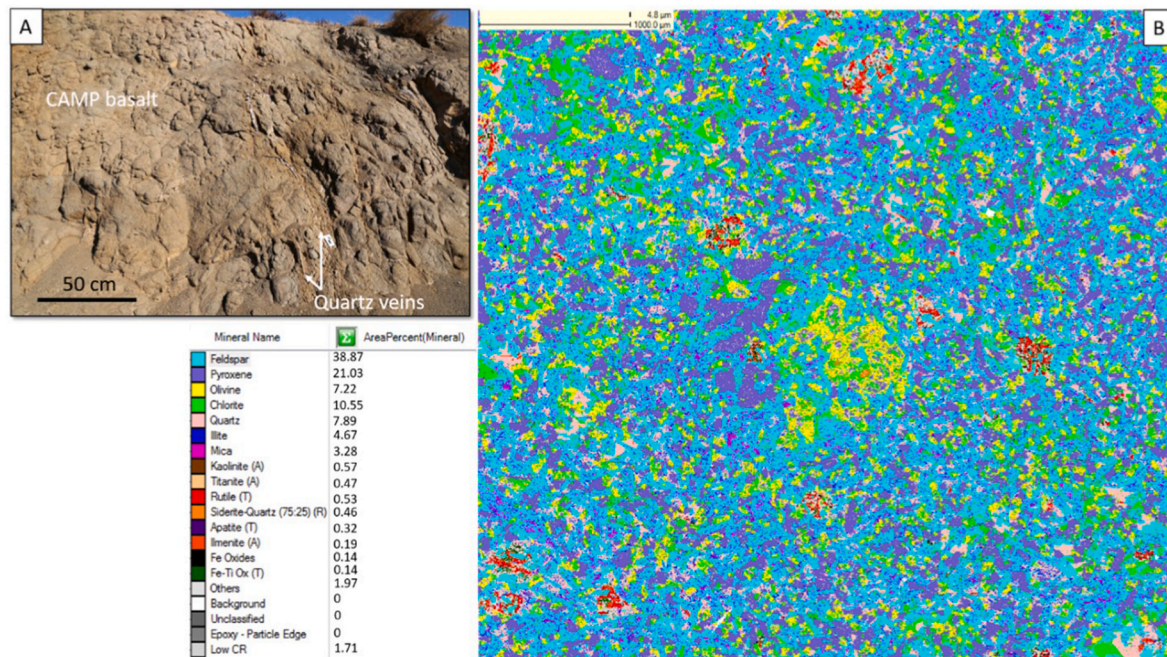 A
CAMP basalt
50 cm
Quartz veins
4.8 µm
1000.0 µm
B
Mineral Name Σ AreaPercent(Mineral)
Feldspar 38.87
Pyroxene 21.03
Olivine 7.22
Chlorite 10.55
Quartz 7.89
Illite 4.67
Mica 3.28
Kaolinite (A) 0.57
Titanite (A) 0.47
Rutile (T) 0.53
Siderite-Quartz (75:25) (R) 0.46
Apatite (T) 0.32
Ilmenite (A) 0.19
Fe Oxides 0.14
Fe-Ti Ox (T) 0.14
Others 1.97
Background 0
Unclassified 0
Epoxy - Particle Edge 0
Low CR 1.71